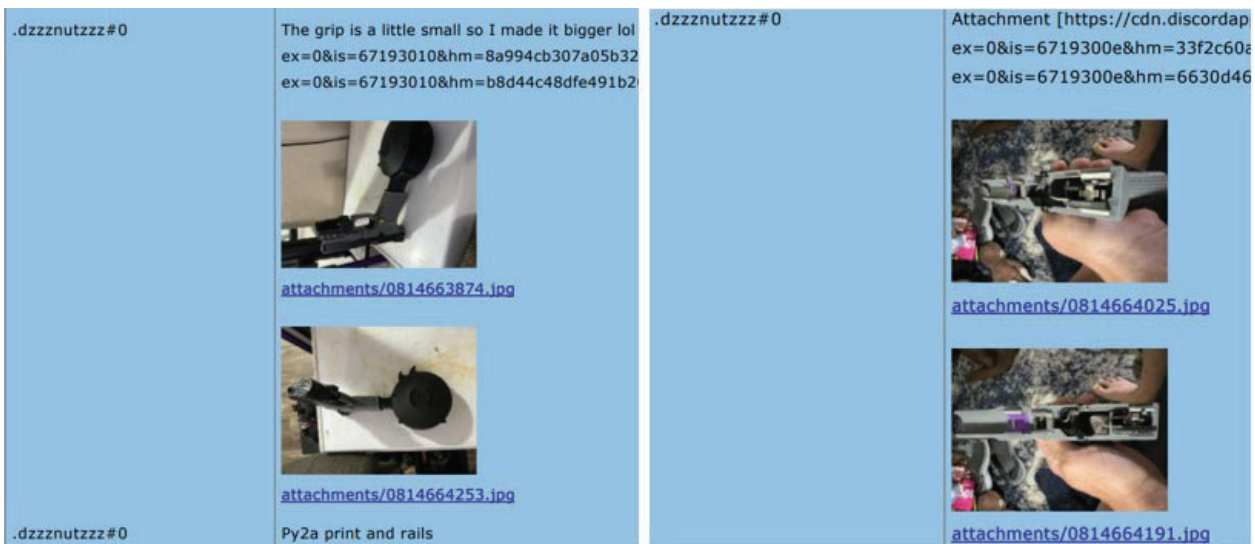 .dzzznutzzz#0
The grip is a little small so I made it bigger lol
ex=0&is=67193010&hm=8a994cb307a05b32
ex=0&is=67193010&hm=b8d44c48dfe491b2
attachments/0814663874.jpg
attachments/0814664253.jpg
.dzzznutzzz#0
Py2a print and rails
.dzzznutzzz#0
Attachment [https://cdn.discordap
ex=0&is=6719300e&hm=33f2c60a
ex=0&is=6719300e&hm=6630d46
attachments/0814664025.jpg
attachments/0814664191.jpg